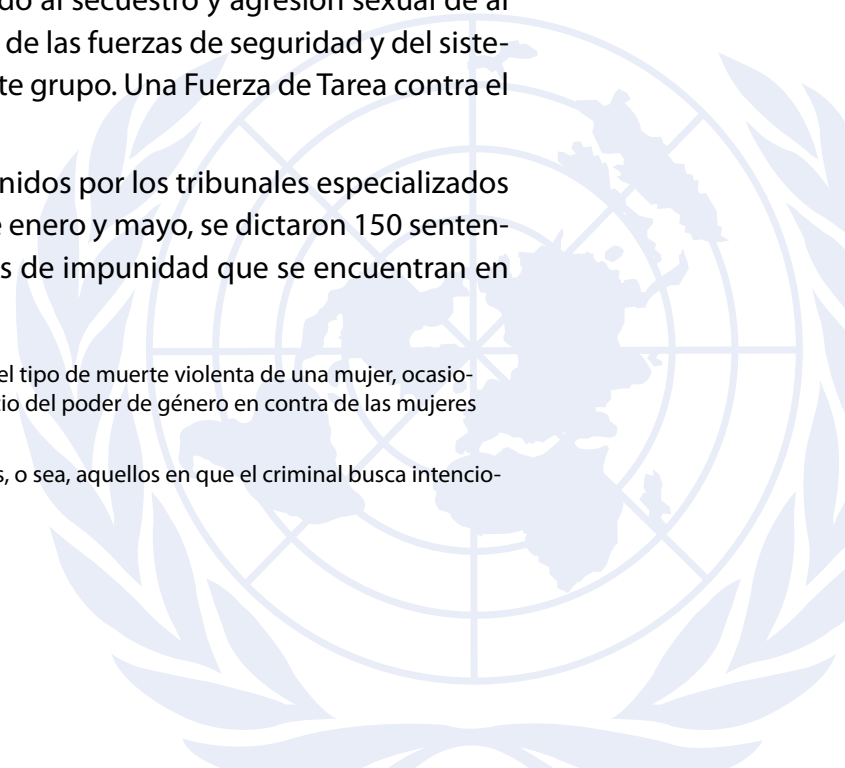 do al secuestro y agresión sexual de al
de las fuerzas de seguridad y del siste-
te grupo. Una Fuerza de Tarea contra el
nidos por los tribunales especializados
e enero y mayo, se dictaron 150 senten-
s de impunidad que se encuentran en
el tipo de muerte violenta de una mujer, ocasio-
cio del poder de género en contra de las mujeres
s, o sea, aquellos en que el criminal busca intencio-